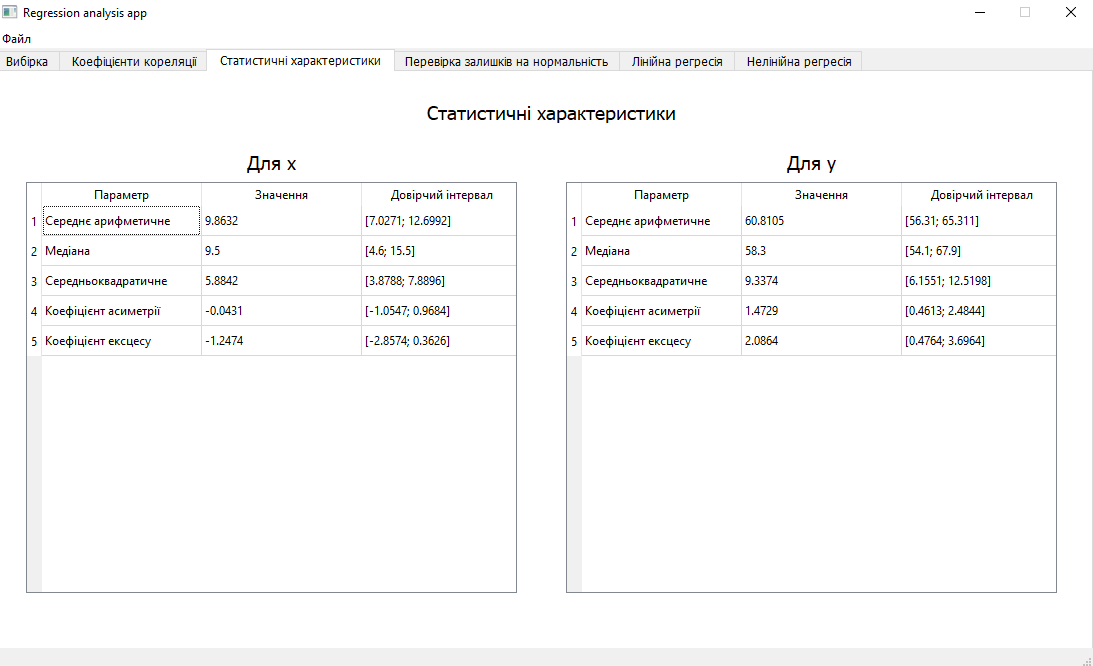 Regression analysis app
Файл
Вибірка Коефіцієнти кореляції Статистичні характеристики Перевірка залишків на нормальність Лінійна регресія Нелінійна регресія
Статистичні характеристики
Для x
Параметр Значення Довірчий інтервал
1 Середнє арифметичне 9.8632 [7.0271; 12.6992]
2 Медіана 9.5 [4.6; 15.5]
3 Середньоквадратичне 5.8842 [3.8788; 7.8896]
4 Коефіцієнт асиметрії -0.0431 [-1.0547; 0.9684]
5 Коефіцієнт ексцесу -1.2474 [-2.8574; 0.3626]
Для y
Параметр Значення Довірчий інтервал
1 Середнє арифметичне 60.8105 [56.31; 65.311]
2 Медіана 58.3 [54.1; 67.9]
3 Середньоквадратичне 9.3374 [6.1551; 12.5198]
4 Коефіцієнт асиметрії 1.4729 [0.4613; 2.4844]
5 Коефіцієнт ексцесу 2.0864 [0.4764; 3.6964]